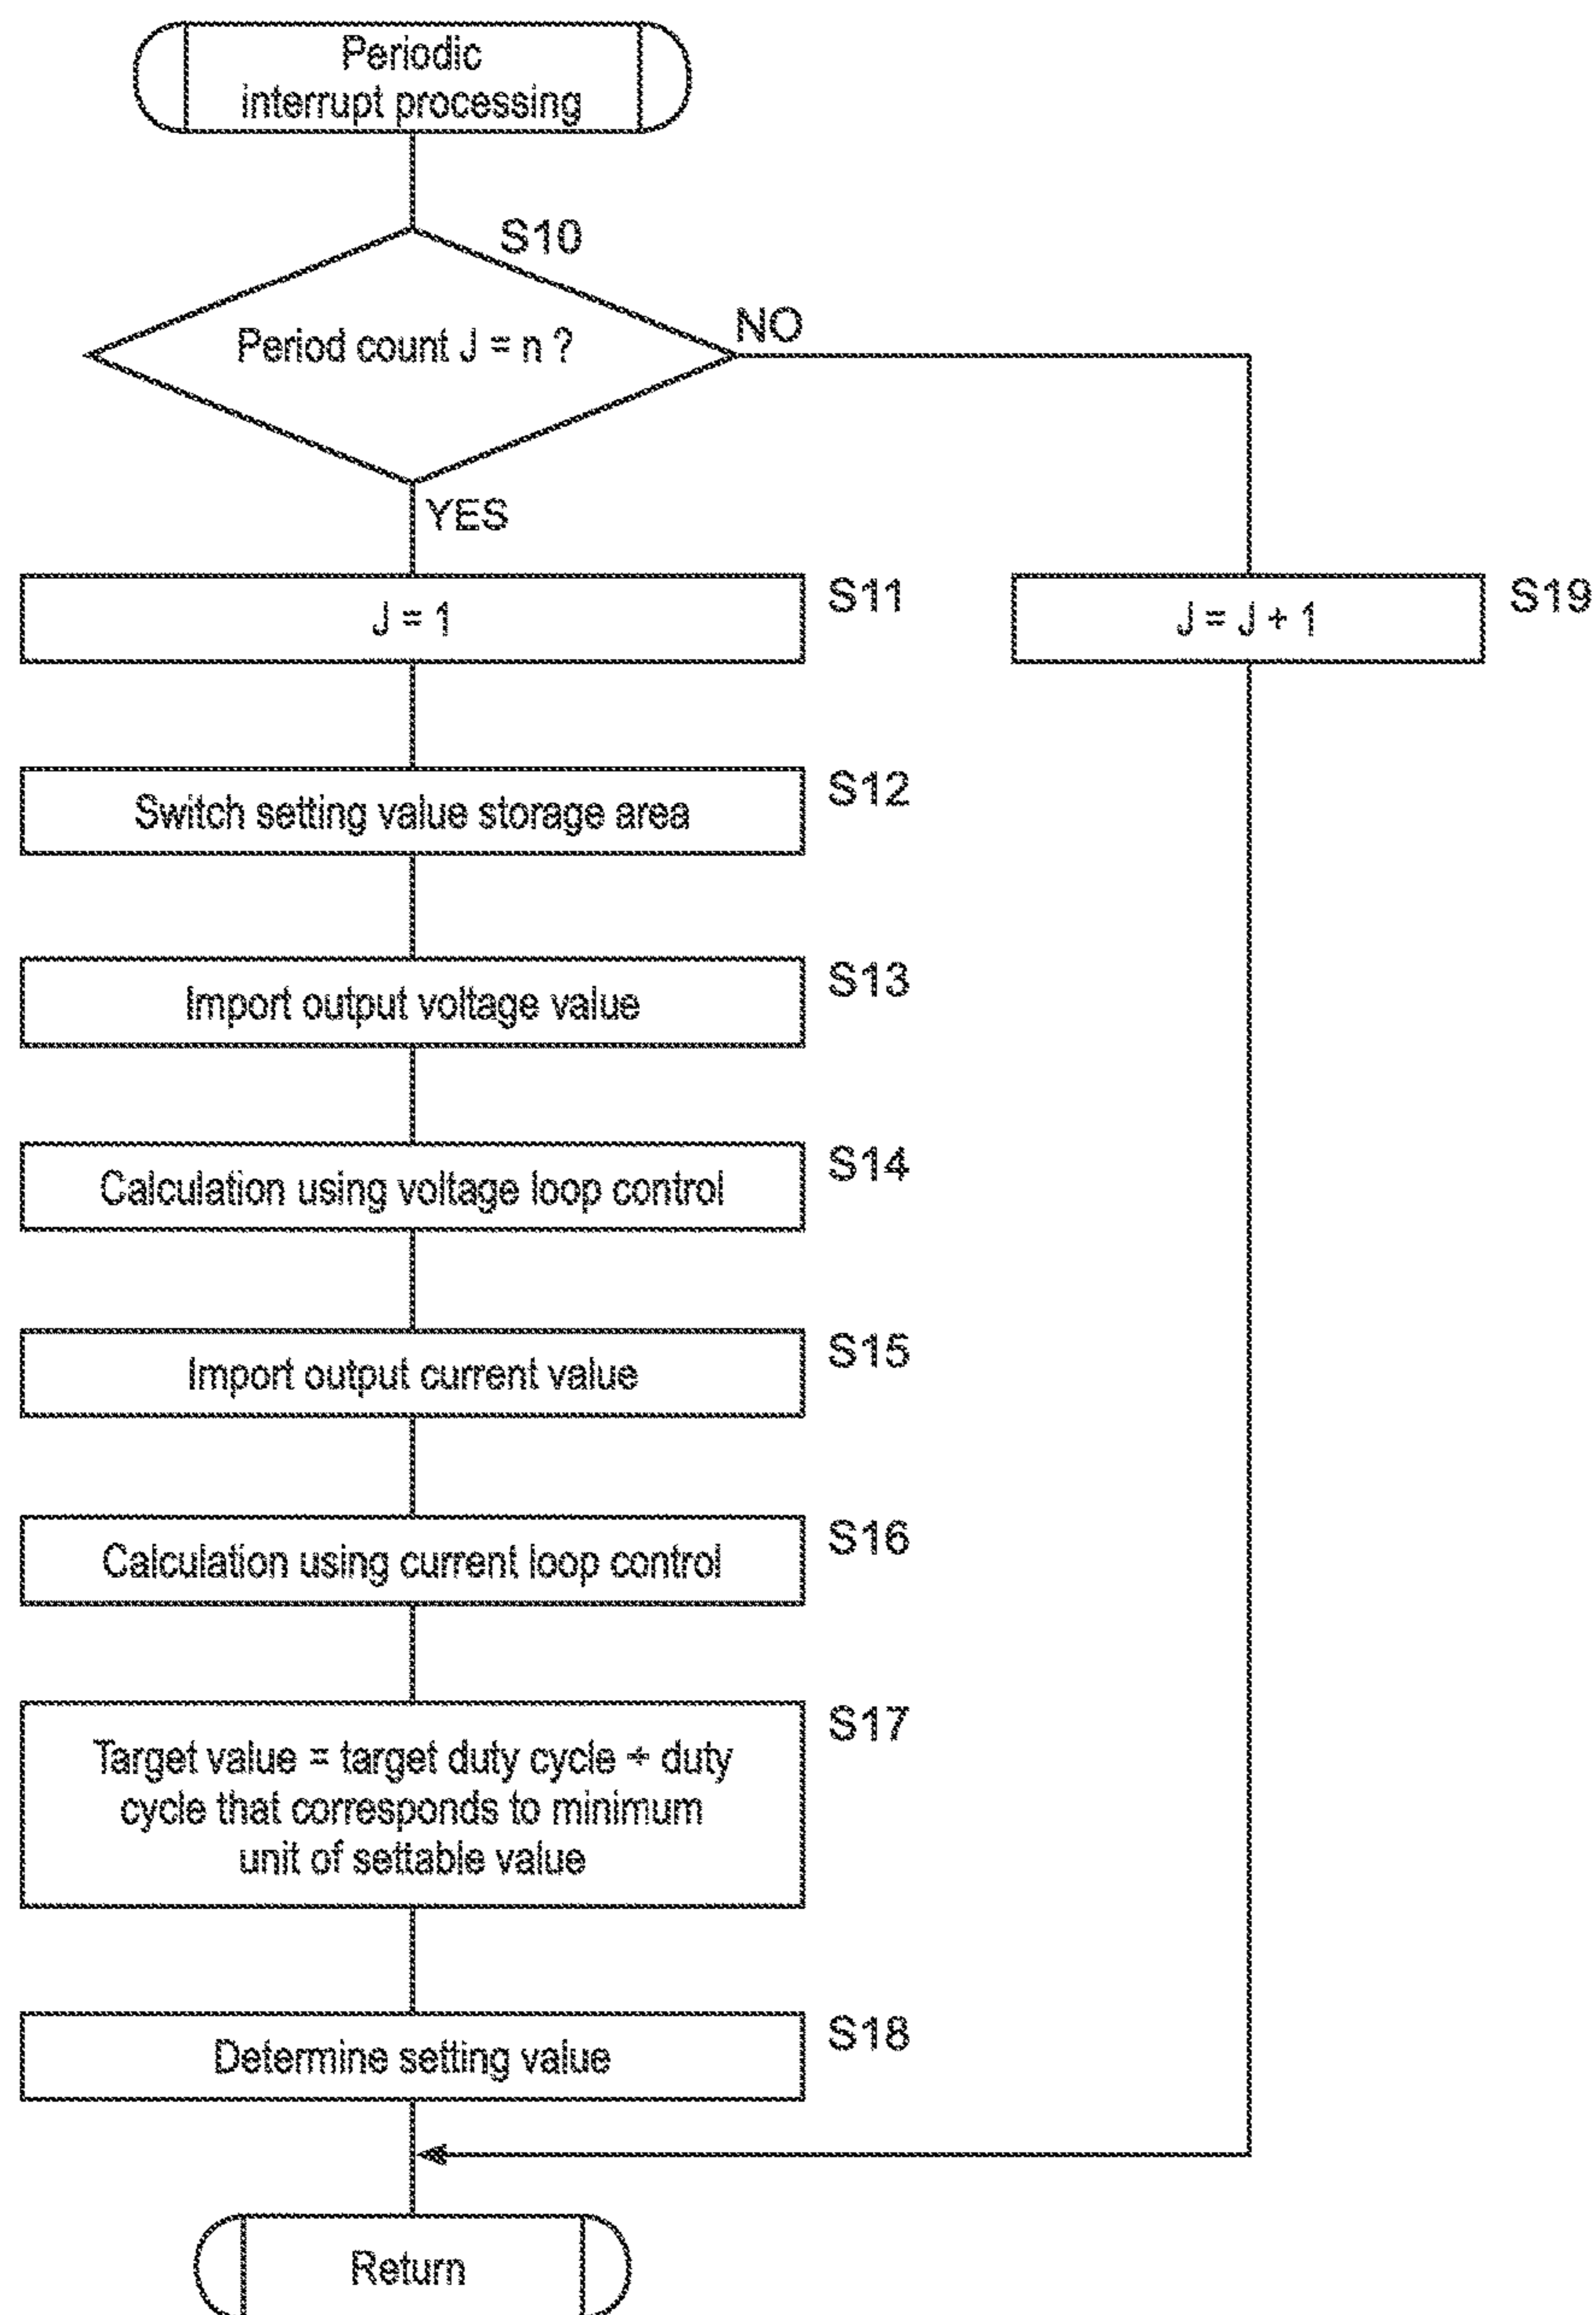 Periodic
interrupt processing
S10
Period count J = n ?
NO
YES
J = 1
S11
J = J + 1
S19
Switch setting value storage area
S12
Import output voltage value
S13
Calculation using voltage loop control
S14
Import output current value
S15
Calculation using current loop control
S16
Target value = target duty cycle + duty
cycle that corresponds to minimum
unit of settable value
S17
Determine setting value
S18
Return